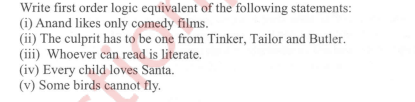 Write first order logic equivalent of the following statements:
(i) Anand likes only comedy films.
(ii) The culprit has to be one from Tinker, Tailor and Butler.
(iii) Whoever can read is literate.
(iv) Every child loves Santa.
(v) Some birds cannot fly.